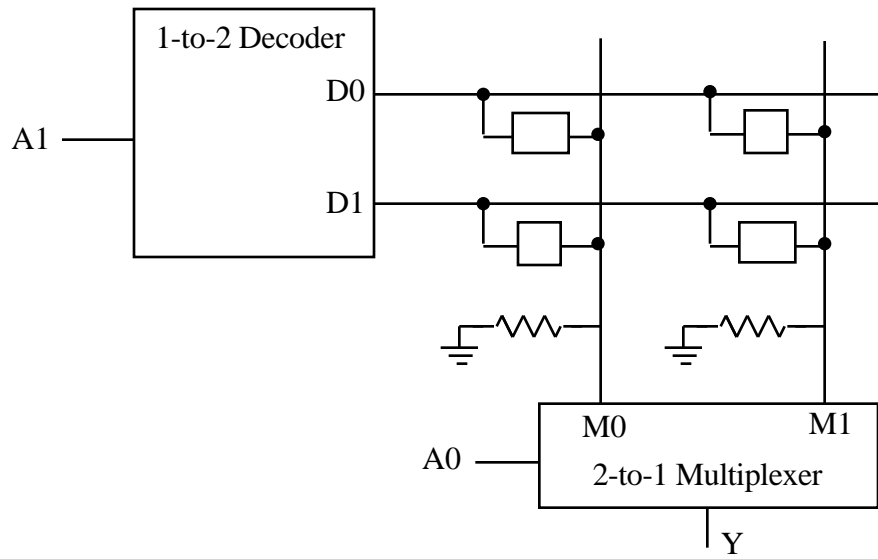 1-to-2 Decoder
D0
A1
D1
M0
M1
A0
2-to-1 Multiplexer
Y